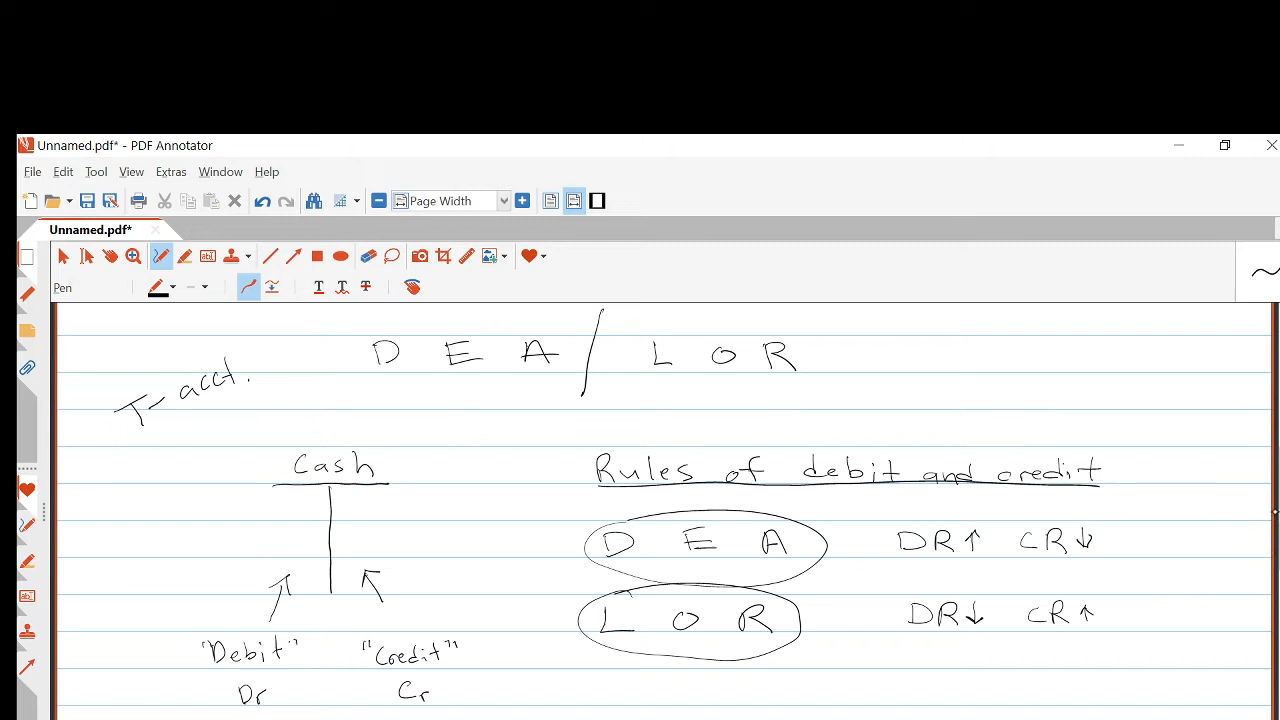 Unnamed.pdf* - PDF Annotator
File Edit Tool View Extras Window Help
Page Width
Unnamed.pdf*
Pen
D E A / L O R
T-acct.
Cash
Rules of debit and credit
D E A DR↑ CR↓
L O R DR↓ CR↑
"Debit" "Credit"
Dr Cr